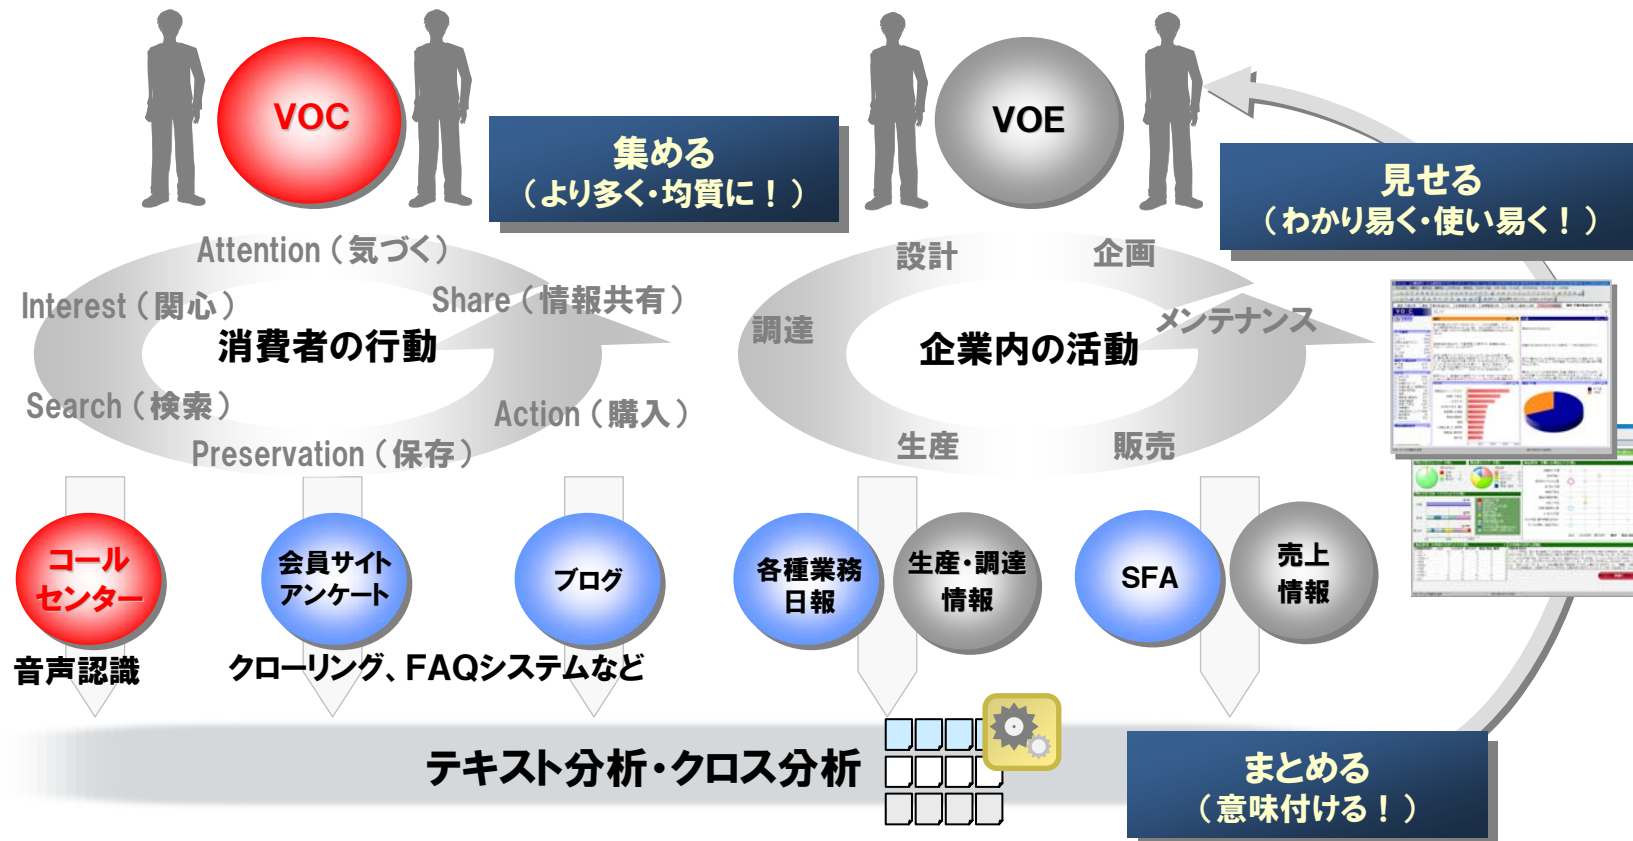 VOC
VOE
集める
（より多く・均質に！）
見せる
（わかり易く・使い易く！）
Attention（気づく）
Interest（関心）
Share（情報共有）
消費者の行動
Search（検索）
Action（購入）
Preservation（保存）
設計
企画
調達
メンテナンス
企業内の活動
生産
販売
コール
センター
会員サイト
アンケート
ブログ
各種業務
日報
生産・調達
情報
SFA
売上
情報
音声認識
クローリング、FAQシステムなど
テキスト分析・クロス分析
まとめる
（意味付ける！）